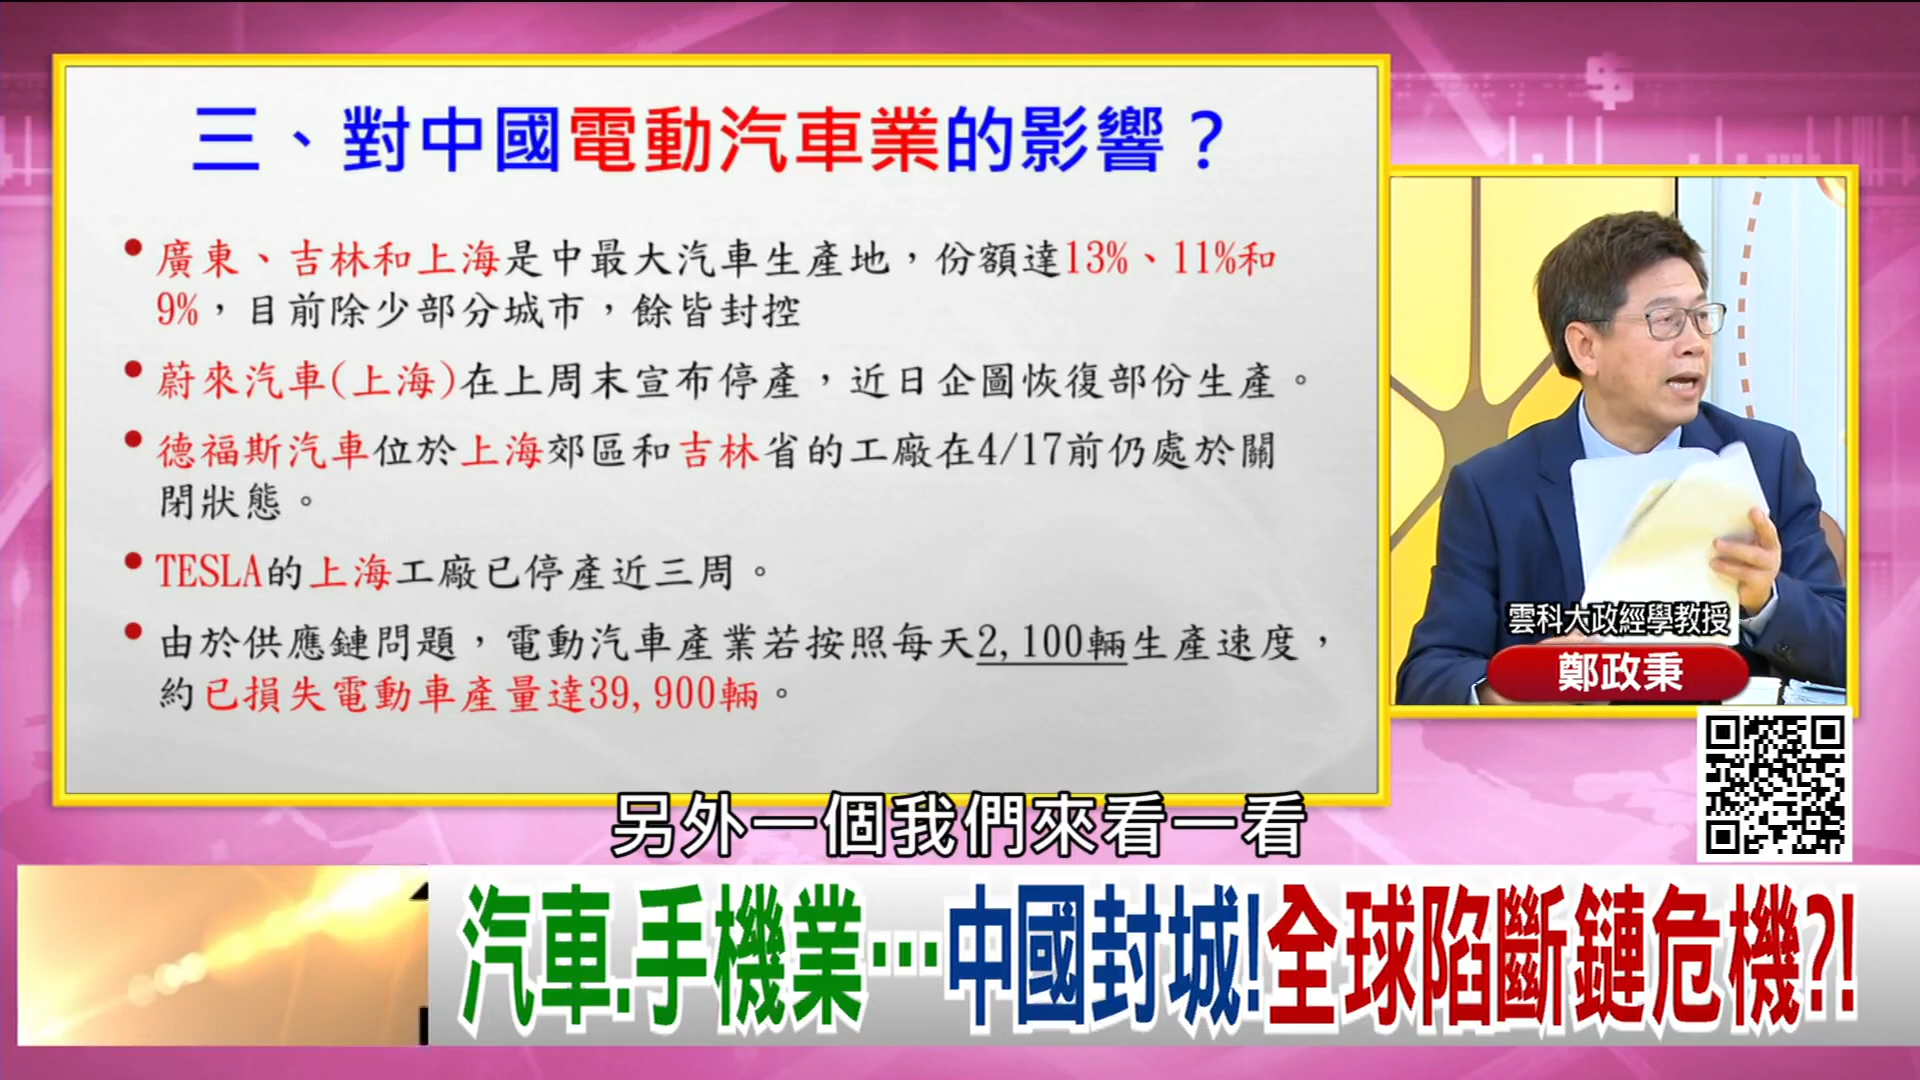 三、對中國電動汽車業的影響？
•廣東、吉林和上海是中最大汽車生產地，份額達13%、11%和
9%，目前除少部分城市，餘皆封控
•蔚來汽車(上海)在上周末宣布停產，近日企圖恢復部份生產。
•德福斯汽車位於上海郊區和吉林省的工廠在4/17前仍處於關
閉狀態。
•TESLA的上海工廠已停產近三周。
•由於供應鏈問題，電動汽車產業若按照每天2,100輛生產速度，
約已損失電動車產量達39,900輛。
雲科大政經學教授
鄭政秉
另外一個我們來看一看
汽車.手機業…中國封城!全球陷斷鏈危機?!